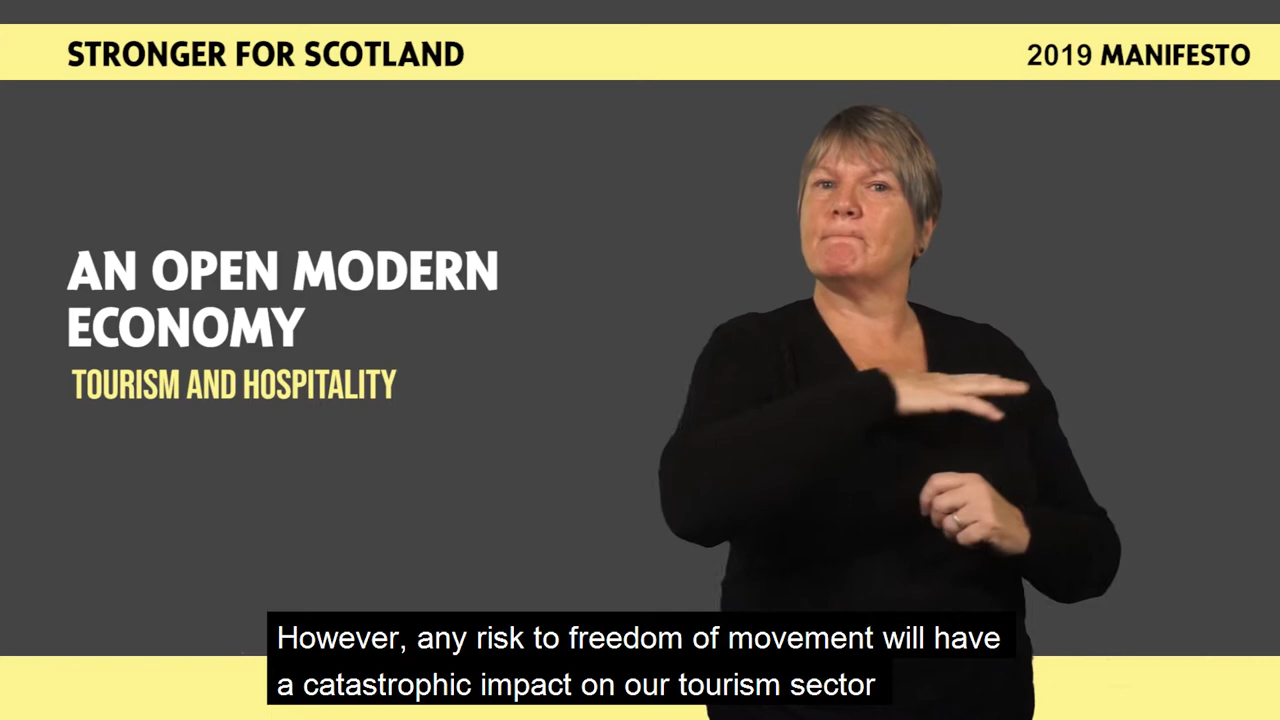 STRONGER FOR SCOTLAND
2019 MANIFESTO
AN OPEN MODERN
ECONOMY
TOURISM AND HOSPITALITY
However, any risk to freedom of movement will have
a catastrophic impact on our tourism sector